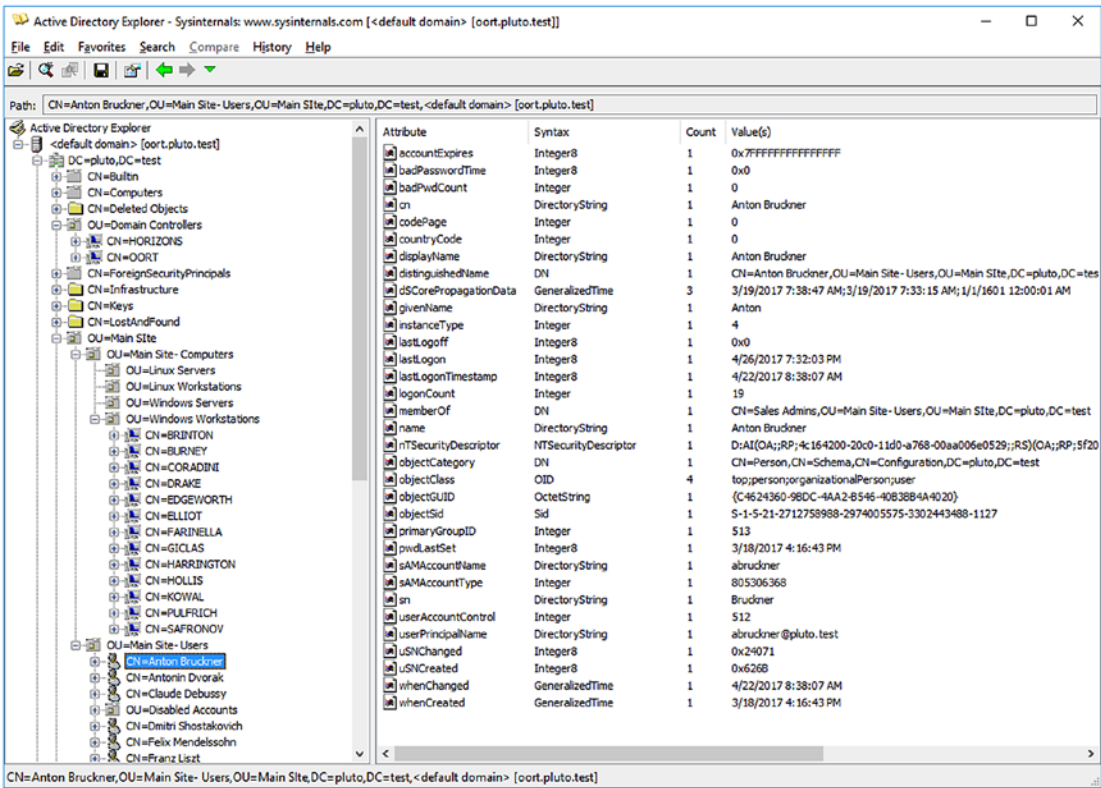 Active Directory Explorer - Sysinternals: www.sysinternals.com [<default domain> [oort.pluto.test]]
File Edit Favorites Search Compare History Help
Path: CN=Anton Bruckner,OU=Main Site- Users,OU=Main SIte,DC=pluto,DC=test,<default domain> [oort.pluto.test]
Active Directory Explorer
<default domain> [oort.pluto.test]
DC=pluto,DC=test
CN=Builtin
CN=Computers
CN=Deleted Objects
OU=Domain Controllers
CN=HORIZONS
CN=OORT
CN=ForeignSecurityPrincipals
CN=Infrastructure
CN=Keys
CN=LostAndFound
OU=Main SIte
OU=Main Site- Computers
OU=Linux Servers
OU=Linux Workstations
OU=Windows Servers
OU=Windows Workstations
CN=BRINTON
CN=BURNEY
CN=CORADINI
CN=DRAKE
CN=EDGEWORTH
CN=ELLIOT
CN=FARINELLA
CN=GICLAS
CN=HARRINGTON
CN=HOLLIS
CN=KOWAL
CN=PULFRICH
CN=SAFRONOV
OU=Main Site- Users
CN=Anton Bruckner
CN=Antonin Dvorak
CN=Claude Debussy
OU=Disabled Accounts
CN=Dmitri Shostakovich
CN=Felix Mendelssohn
CN=Franz Liszt
Attribute Syntax Count Value(s)
accountExpires Integer8 1 0x7FFFFFFFFFFFFFFF
badPasswordTime Integer8 1 0x0
badPwdCount Integer 1 0
cn DirectoryString 1 Anton Bruckner
codePage Integer 1 0
countryCode Integer 1 0
displayName DirectoryString 1 Anton Bruckner
distinguishedName DN 1 CN=Anton Bruckner,OU=Main Site- Users,OU=Main SIte,DC=pluto,DC=tes
dSCorePropagationData GeneralizedTime 3 3/19/2017 7:38:47 AM;3/19/2017 7:33:15 AM;1/1/1601 12:00:01 AM
givenName DirectoryString 1 Anton
instanceType Integer 1 4
lastLogoff Integer8 1 0x0
lastLogon Integer8 1 4/26/2017 7:32:03 PM
lastLogonTimestamp Integer8 1 4/22/2017 8:38:07 AM
logonCount Integer 1 19
memberOf DN 1 CN=Sales Admins,OU=Main Site- Users,OU=Main SIte,DC=pluto,DC=test
name DirectoryString 1 Anton Bruckner
nTSecurityDescriptor NTSecurityDescriptor 1 D:AI(OA;;RP;4c164200-20c0-11d0-a768-00aa006e0529;;RS)(OA;;RP;5f20
objectCategory DN 1 CN=Person,CN=Schema,CN=Configuration,DC=pluto,DC=test
objectClass OID 4 top;person;organizationalPerson;user
objectGUID OctetString 1 {C4624360-9BDC-4AA2-B546-40B38B4A4020}
objectSid Sid 1 S-1-5-21-2712758988-2974005575-3302443488-1127
primaryGroupID Integer 1 513
pwdLastSet Integer8 1 3/18/2017 4:16:43 PM
sAMAccountName DirectoryString 1 abruckner
sAMAccountType Integer 1 805306368
sn DirectoryString 1 Bruckner
userAccountControl Integer 1 512
userPrincipalName DirectoryString 1 abruckner@pluto.test
uSNChanged Integer8 1 0x24071
uSNCreated Integer8 1 0x626B
whenChanged GeneralizedTime 1 4/22/2017 8:38:07 AM
whenCreated GeneralizedTime 1 3/18/2017 4:16:43 PM
CN=Anton Bruckner,OU=Main Site- Users,OU=Main SIte,DC=pluto,DC=test,<default domain> [oort.pluto.test]